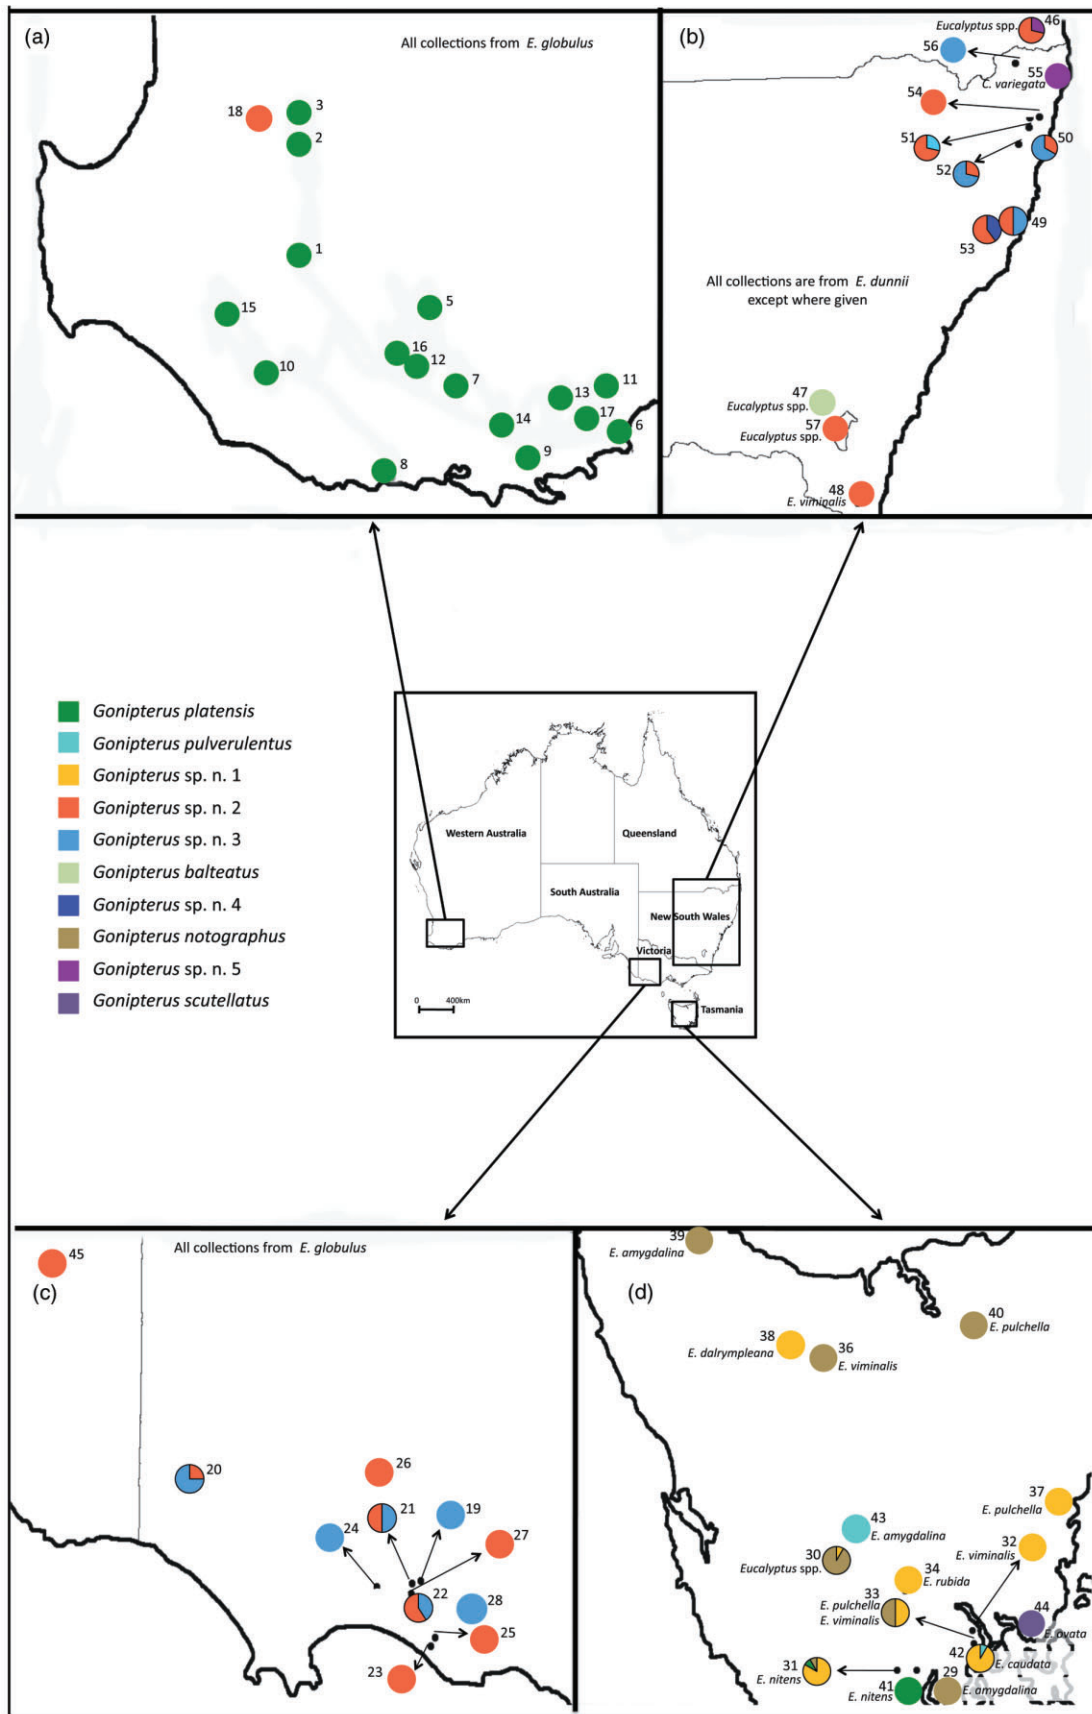 (a)
All collections from E. globulus
18
3
2
1
15
5
10
16
12
7
13
11
14
17
6
9
8
(b)
Eucalyptus spp.
46
56
55
C. variegata
54
51
50
52
49
53
All collections are from E. dunnii
except where given
47
Eucalyptus spp.
57
Eucalyptus spp.
48
E. viminalis
Gonipterus platensis
Gonipterus pulverulentus
Gonipterus sp. n. 1
Gonipterus sp. n. 2
Gonipterus sp. n. 3
Gonipterus balteatus
Gonipterus sp. n. 4
Gonipterus notographus
Gonipterus sp. n. 5
Gonipterus scutellatus
Western Australia
Queensland
South Australia
New South Wales
Victoria
Tasmania
0 400km
45
All collections from E. globulus
(c)
20
26
21
19
24
27
22
28
25
23
39
E. amygdalina
(d)
40
E. pulchella
38
E. dalrympleana
36
E. viminalis
37
E. pulchella
43
E. amygdalina
32
E. viminalis
30
Eucalyptus spp.
34
E. rubida
33
E. pulchella
E. viminalis
44
E. ovata
42
E. caudata
31
E. nitens
41
E. nitens
29
E. amygdalina